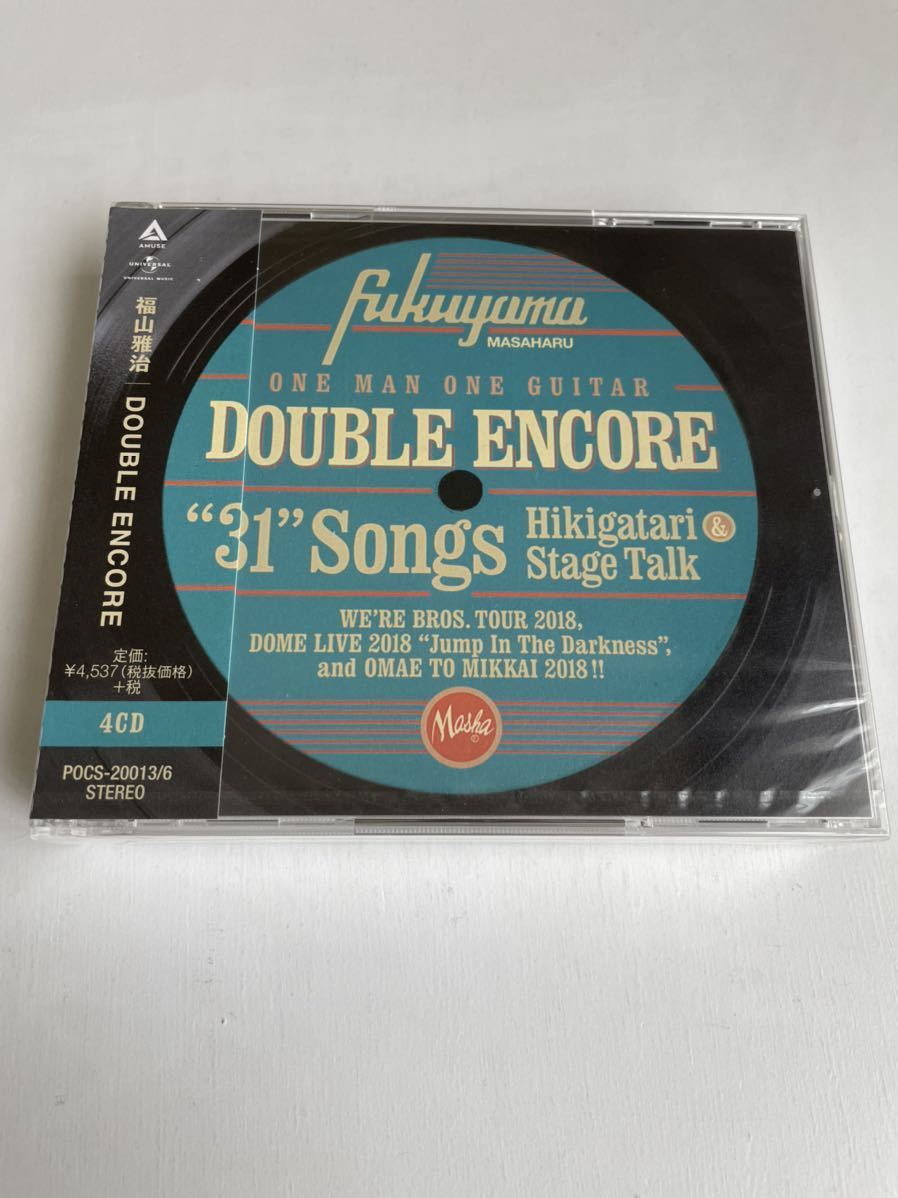 AMUSE
UNIVERSAL
UNIVERSAL MUSIC
福山雅治 | DOUBLE ENCORE
定価:
¥4,537(税抜価格)
+税
4CD
POCS-20013/6
STEREO
fukuyama
MASAHARU
ONE MAN ONE GUITAR
DOUBLE ENCORE
“31” Songs Hikigatari &
Stage Talk
WE'RE BROS. TOUR 2018,
DOME LIVE 2018 “Jump In The Darkness”,
and OMAE TO MIKKAI 2018!!
Masha